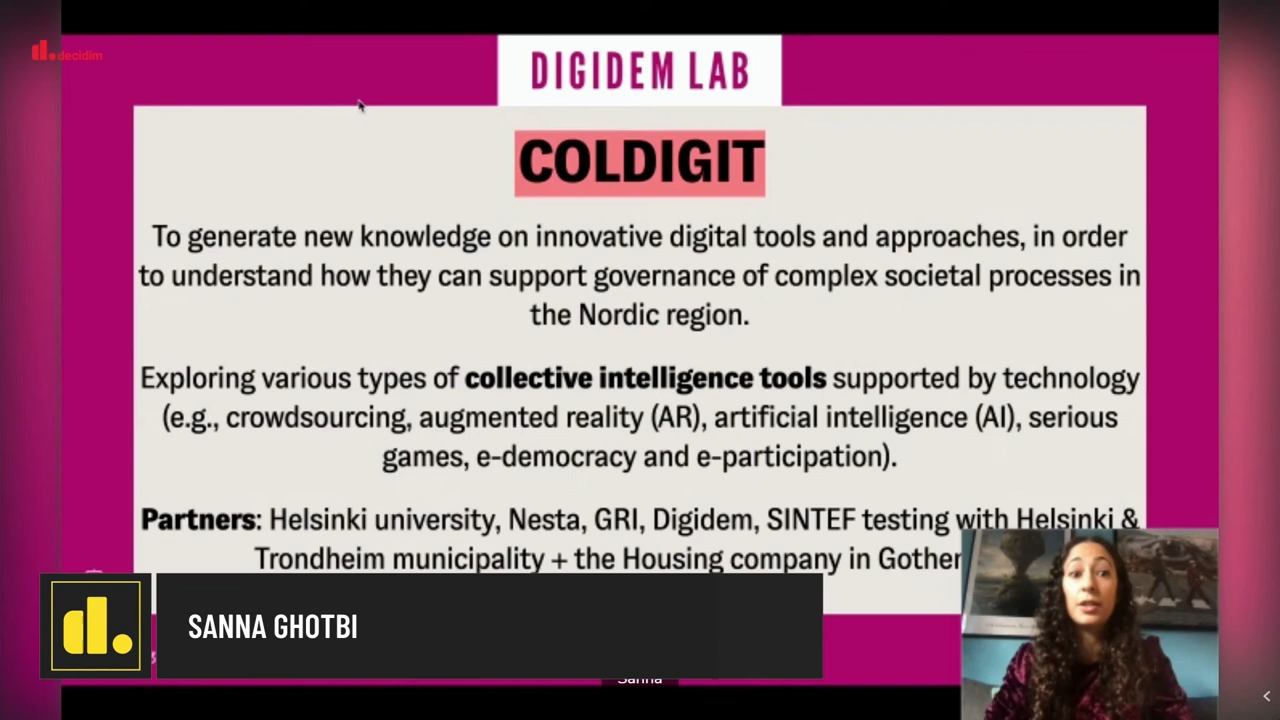 decidim
DIGIDEM LAB
COLDIGIT
To generate new knowledge on innovative digital tools and approaches, in order
to understand how they can support governance of complex societal processes in
the Nordic region.
Exploring various types of collective intelligence tools supported by technology
(e.g., crowdsourcing, augmented reality (AR), artificial intelligence (AI), serious
games, e-democracy and e-participation).
Partners: Helsinki university, Nesta, GRI, Digidem, SINTEF testing with Helsinki &
Trondheim municipality + the Housing company in Gothen
d.
SANNA GHOTBI
Sanna